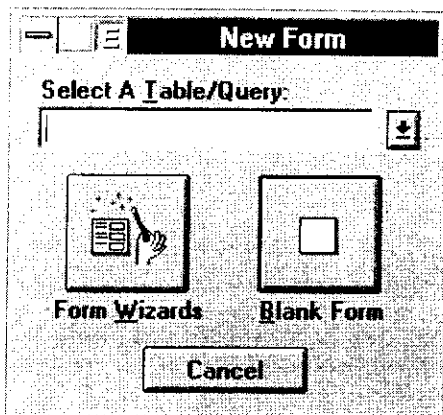 New Form
Select A Table/Query:
Form Wizards
Blank Form
Cancel